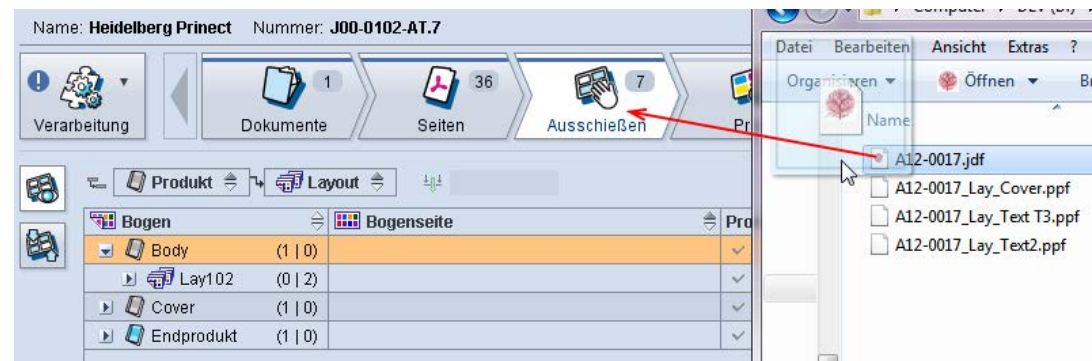 Name: Heidelberg Prinect Nummer: J00-0102-AT.7
Verarbeitung
Dokumente 1
Seiten 36
Ausschießen 7
Pr
Produkt Layout
Bogen Bogenseite Pro
Body (1 | 0)
Lay102 (0 | 2)
Cover (1 | 0)
Endprodukt (1 | 0)
Computer
Datei Bearbeiten Ansicht Extras ?
Organisieren Öffnen
Name
A12-0017.jdf
A12-0017_Lay_Cover.ppf
A12-0017_Lay_Text T3.ppf
A12-0017_Lay_Text2.ppf